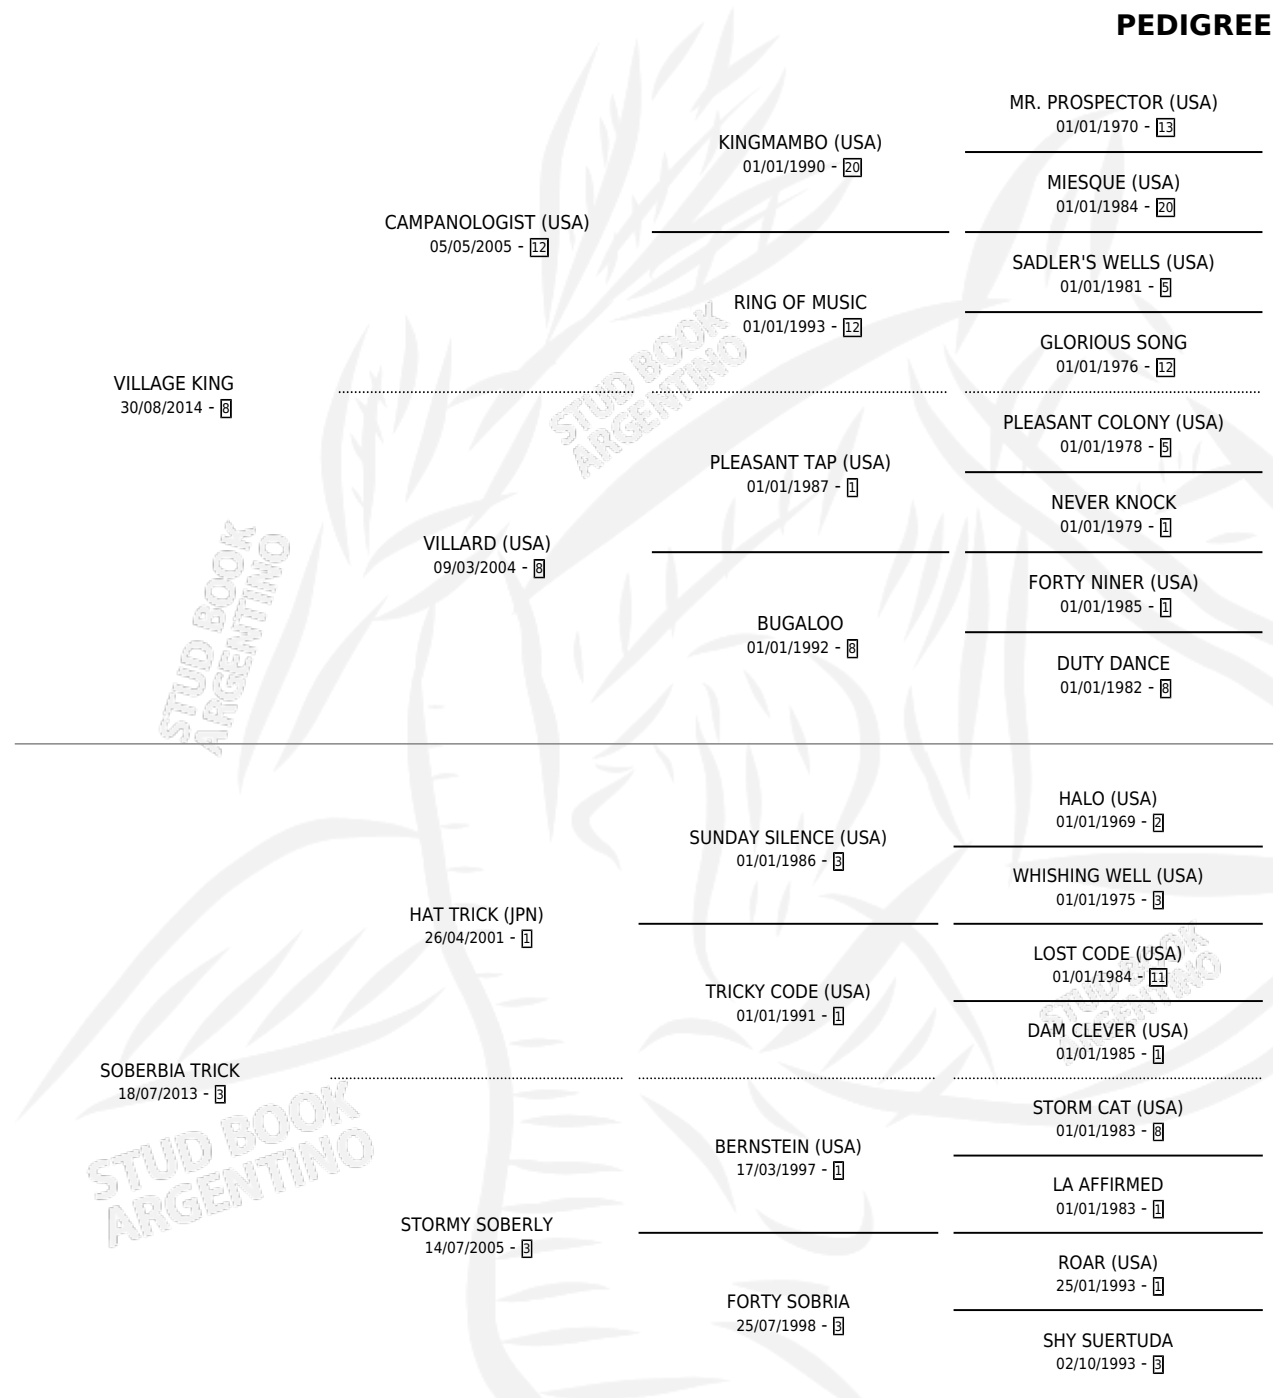 PEDIGREE
MR. PROSPECTOR (USA)
01/01/1970 - 13
KINGMAMBO (USA)
01/01/1990 - 20
MIESQUE (USA)
01/01/1984 - 20
CAMPANOLOGIST (USA)
05/05/2005 - 12
SADLER'S WELLS (USA)
01/01/1981 - 5
RING OF MUSIC
01/01/1993 - 12
GLORIOUS SONG
01/01/1976 - 12
VILLAGE KING
30/08/2014 - 8
STUD BOOK
ARGENTINO
PLEASANT COLONY (USA)
01/01/1978 - 5
PLEASANT TAP (USA)
01/01/1987 - 1
NEVER KNOCK
01/01/1979 - 1
VILLARD (USA)
09/03/2004 - 8
FORTY NINER (USA)
01/01/1985 - 1
BUGALOO
01/01/1992 - 8
DUTY DANCE
01/01/1982 - 8
STUD BOOK
ARGENTINO
HALO (USA)
01/01/1969 - 2
SUNDAY SILENCE (USA)
01/01/1986 - 3
WHISHING WELL (USA)
01/01/1975 - 3
HAT TRICK (JPN)
26/04/2001 - 1
LOST CODE (USA)
01/01/1984 - 11
TRICKY CODE (USA)
01/01/1991 - 1
STUD BOOK
ARGENTINO
DAM CLEVER (USA)
01/01/1985 - 1
SOBERBIA TRICK
18/07/2013 - 3
STUD BOOK
ARGENTINO
STORM CAT (USA)
01/01/1983 - 8
BERNSTEIN (USA)
17/03/1997 - 1
LA AFFIRMED
01/01/1983 - 1
STORMY SOBERLY
14/07/2005 - 3
ROAR (USA)
25/01/1993 - 1
FORTY SOBRIA
25/07/1998 - 3
SHY SUERTUDA
02/10/1993 - 3